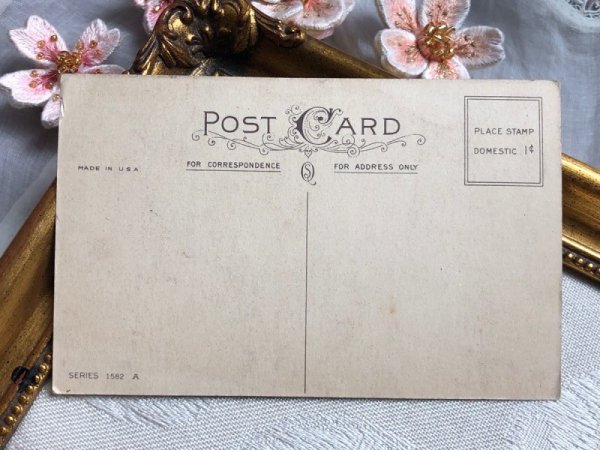 POST CARD
PLACE STAMP
DOMESTIC 1¢
MADE IN U S A
FOR CORRESPONDENCE
FOR ADDRESS ONLY
SERIES 1582 A